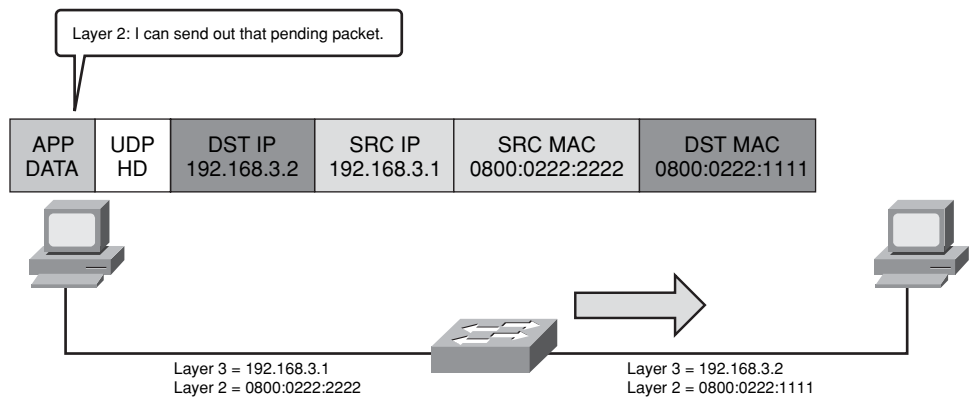 Layer 2: I can send out that pending packet.
APP DATA
UDP HD
DST IP 192.168.3.2
SRC IP 192.168.3.1
SRC MAC 0800:0222:2222
DST MAC 0800:0222:1111
Layer 3 = 192.168.3.1
Layer 2 = 0800:0222:2222
Layer 3 = 192.168.3.2
Layer 2 = 0800:0222:1111